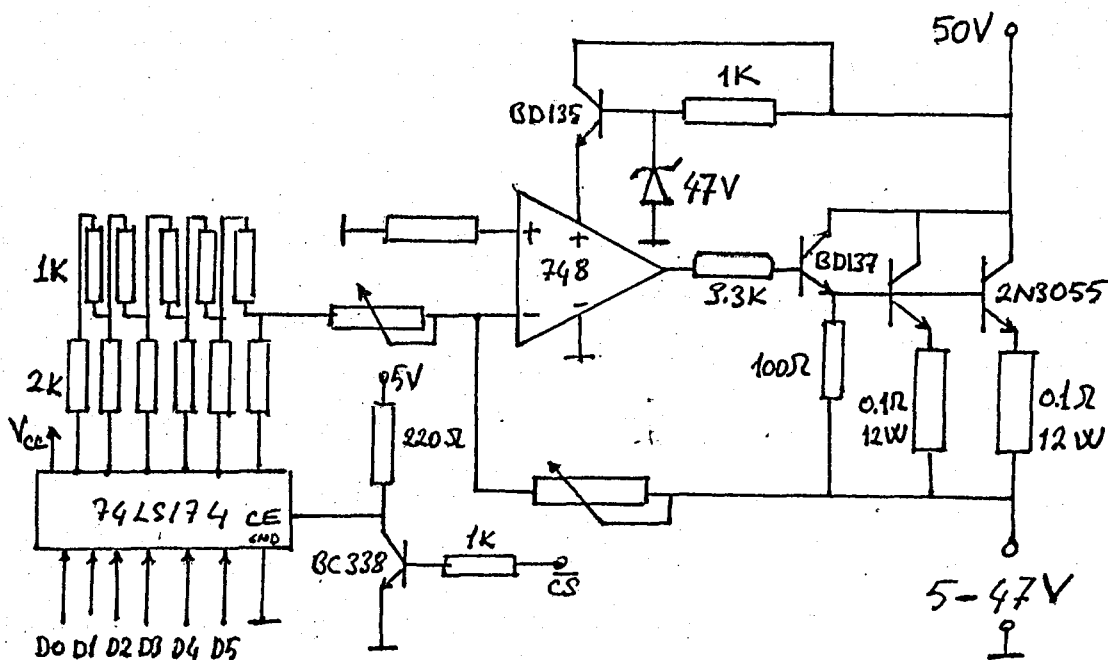 50V
1K
BD135
47V
+
+
748
-
-
3.3K
BD137
2N3055
1K
2K
100Ω
0.1Ω
12W
0.1Ω
12W
5V
220Ω
Vcc
74LS174
CE
GND
BC338
1K
CS
5-47V
D0 D1 D2 D3 D4 D5